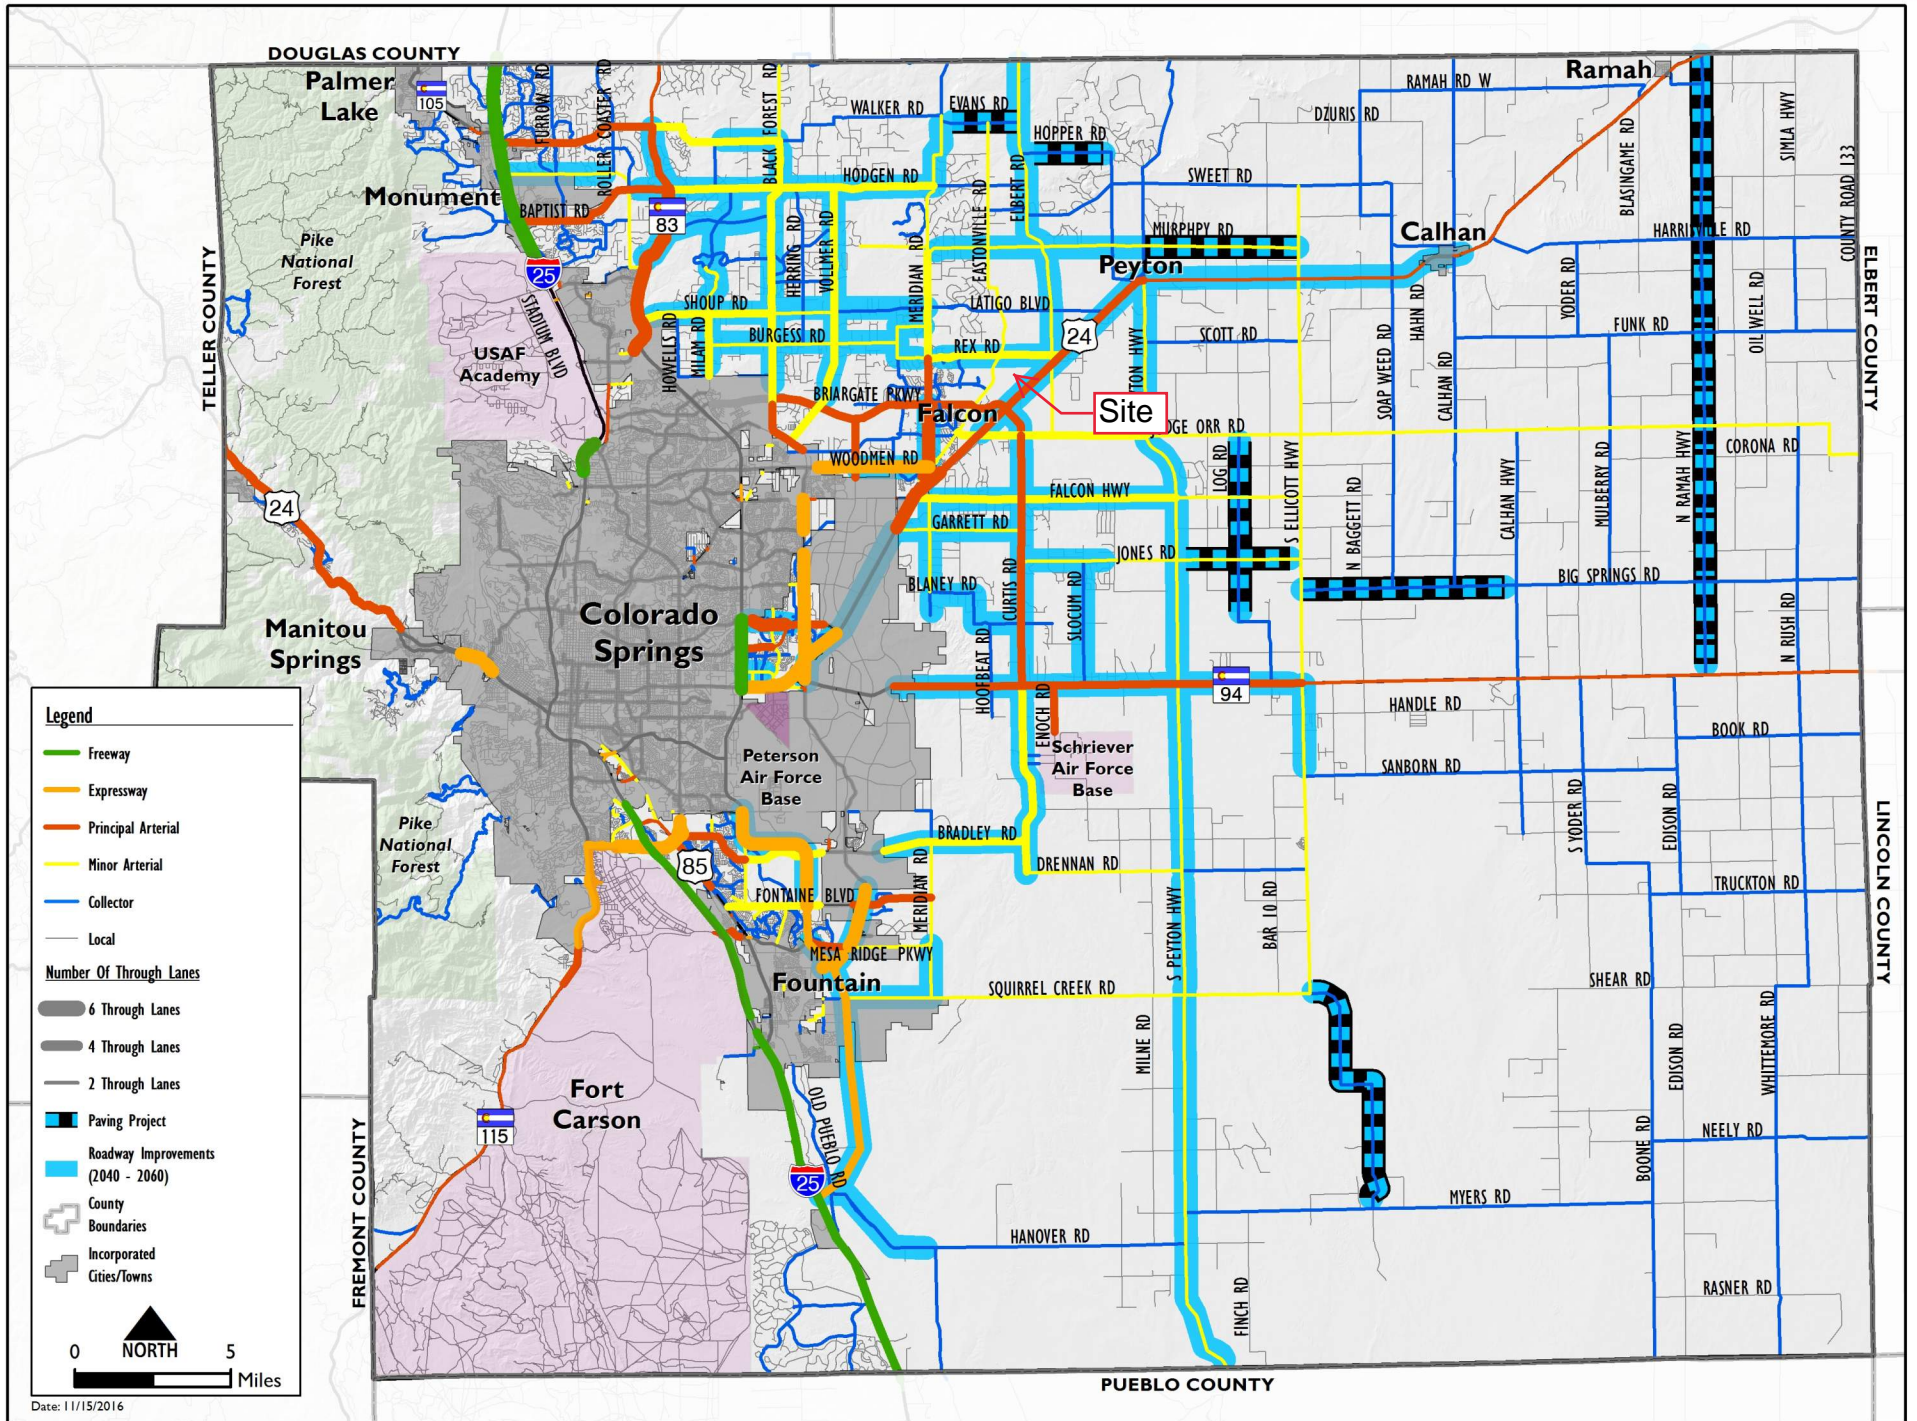 DOUGLAS COUNTY
Palmer
Lake
105
FURROW RD
ROLLER COASTER RD
BLACK FOREST RD
WALKER RD
EVANS RD
HOPPER RD
DZURIS RD
RAMAH RD W
Ramah
BLASINGAME RD
SIMLA HWY
COUNTY ROAD 133
Monument
BAPTIST RD
83
HODGEN RD
ELBERT RD
EASTONVILLE RD
SWEET RD
MURPHPY RD
Calhan
HARRISVILLE RD
Pike
National
Forest
25
STADIUM BLVD
HERRING RD
VOLLMER RD
MERIDIAN RD
Peyton
YODER RD
OIL WELL RD
ELBERT COUNTY
TELLER COUNTY
SHOUP RD
LATIGO BLVD
24
HAHN RD
FUNK RD
USAF
Academy
HOWELLS RD
MILAM RD
BURGESS RD
REX RD
SCOTT RD
TON HWY
SOAP WEED RD
CALHAN RD
BRIARGATE PKWY
Falcon
Site
DGE ORR RD
WOODMEN RD
LOG RD
S ELLICOTT HWY
N BAGGETT RD
CALHAN HWY
MULBERRY RD
N RAMAH HWY
CORONA RD
24
FALCON HWY
GARRETT RD
JONES RD
BLANEY RD
BIG SPRINGS RD
Colorado
Springs
HOOFBEAT RD
CURTIS RD
SLOCUM RD
N RUSH RD
Manitou
Springs
94
ENOCH RD
HANDLE RD
BOOK RD
Peterson
Air Force
Base
Schriever
Air Force
Base
SANBORN RD
S YODER RD
EDISON RD
LINCOLN COUNTY
Pike
National
Forest
85
BRADLEY RD
DRENNAN RD
FONTAINE BLVD
MERIDIAN RD
S PEYTON HWY
BAR 10 RD
TRUCKTON RD
MESA RIDGE PKWY
Fountain
SQUIRREL CREEK RD
SHEAR RD
MILNE RD
EDISON RD
WHITTEMORE RD
Fort
Carson
115
OLD PUEBLO RD
25
BOONE RD
NEELY RD
MYERS RD
HANOVER RD
FINCH RD
RASNER RD
FREMONT COUNTY
PUEBLO COUNTY
Legend
Freeway
Expressway
Principal Arterial
Minor Arterial
Collector
Local
Number Of Through Lanes
6 Through Lanes
4 Through Lanes
2 Through Lanes
Paving Project
Roadway Improvements
(2040 - 2060)
County
Boundaries
Incorporated
Cities/Towns
NORTH
0 5
Miles
Date: 11/15/2016